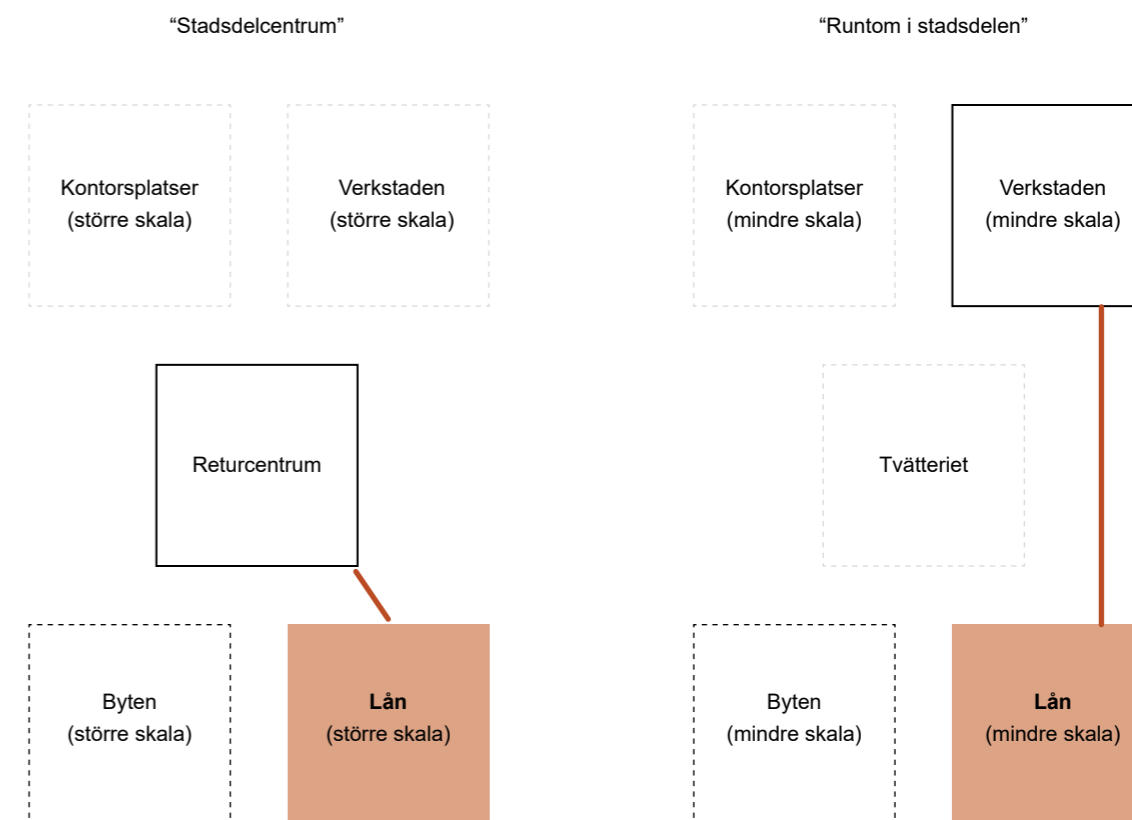 “Stadsdelcentrum”
“Runtom i stadsdelen”
Kontorsplatser
(större skala)
Verkstaden
(större skala)
Kontorsplatser
(mindre skala)
Verkstaden
(mindre skala)
Returcentrum
Tvätteriet
Byten
(större skala)
Lån
(större skala)
Byten
(mindre skala)
Lån
(mindre skala)